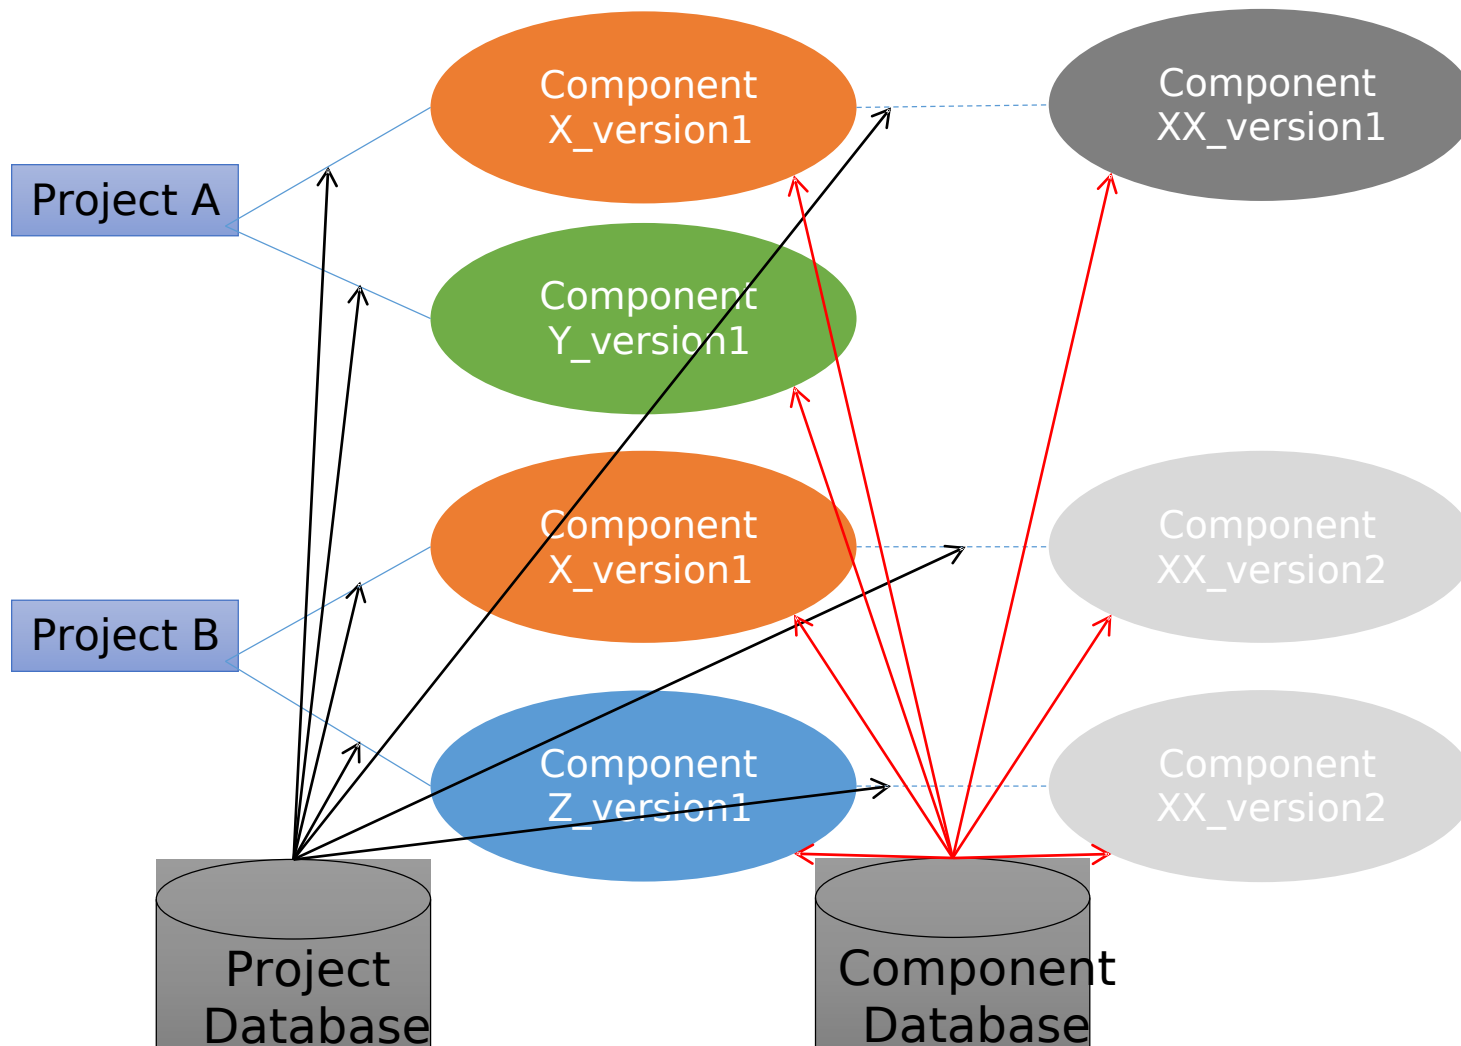 Component
X_version1
Component
XX_version1
Project A
Component
Y_version1
Component
X_version1
Component
XX_version2
Project B
Component
Z_version1
Component
XX_version2
Project
Database
Component
Database